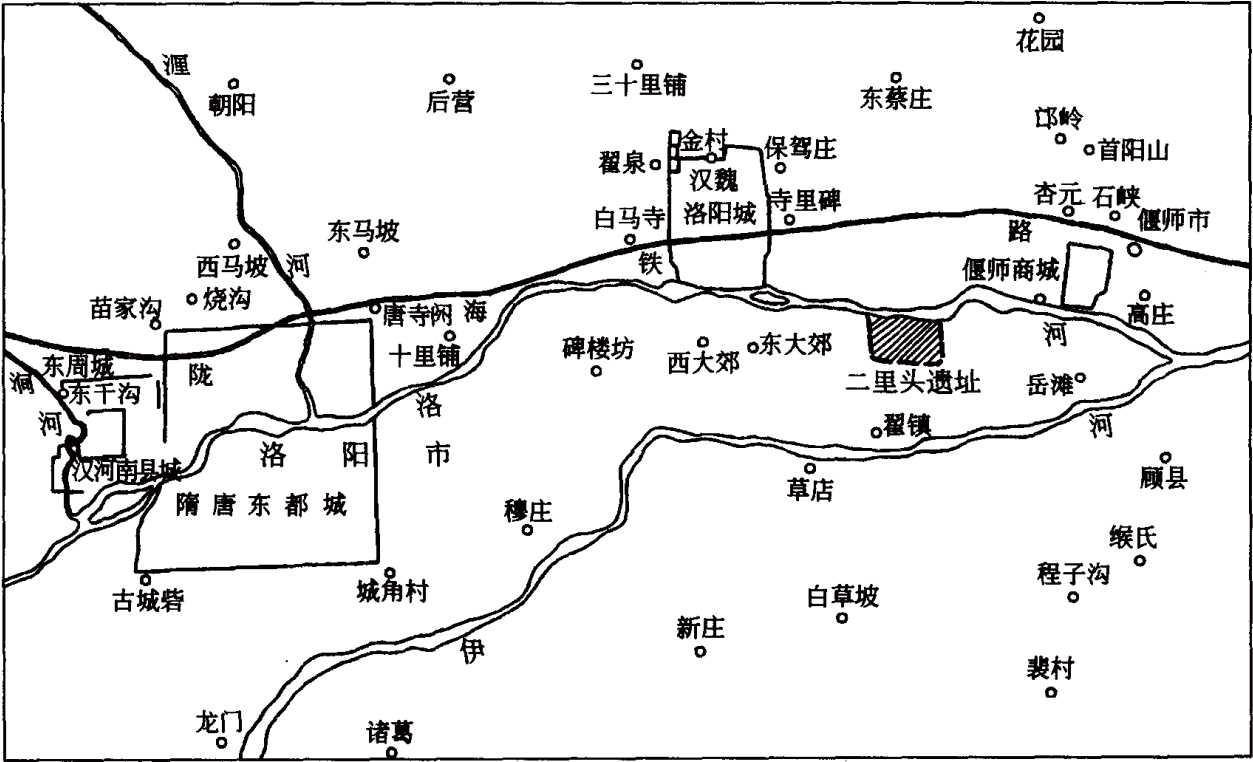 花园
瀍
三十里铺
朝阳
后营
东蔡庄
邙岭
首阳山
金村
保驾庄
翟泉
汉魏
洛阳城
白马寺
寺里碑
杏元
石峡
偃师市
东马坡
路
西马坡
河
铁
偃师商城
苗家沟
烧沟
唐寺闸
海
高庄
河
十里铺
碑楼坊
西大郊
东大郊
东周城
陇
涧
东干沟
二里头遗址
岳滩
洛
河
翟镇
河
洛
阳
市
汉河南县城
草店
顾县
隋唐东都城
穆庄
缑氏
程子沟
古城砦
城角村
白草坡
新庄
伊
裴村
龙门
诸葛